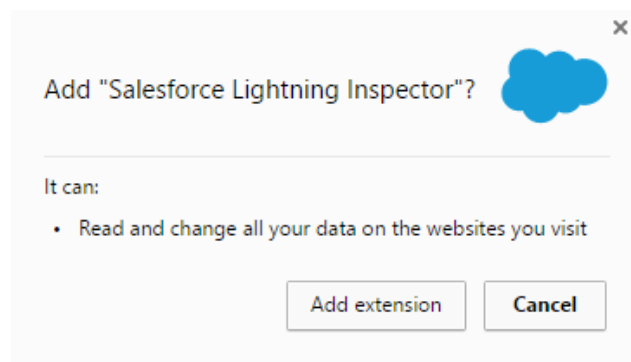 Add "Salesforce Lightning Inspector"?
It can:
• Read and change all your data on the websites you visit
Add extension
Cancel